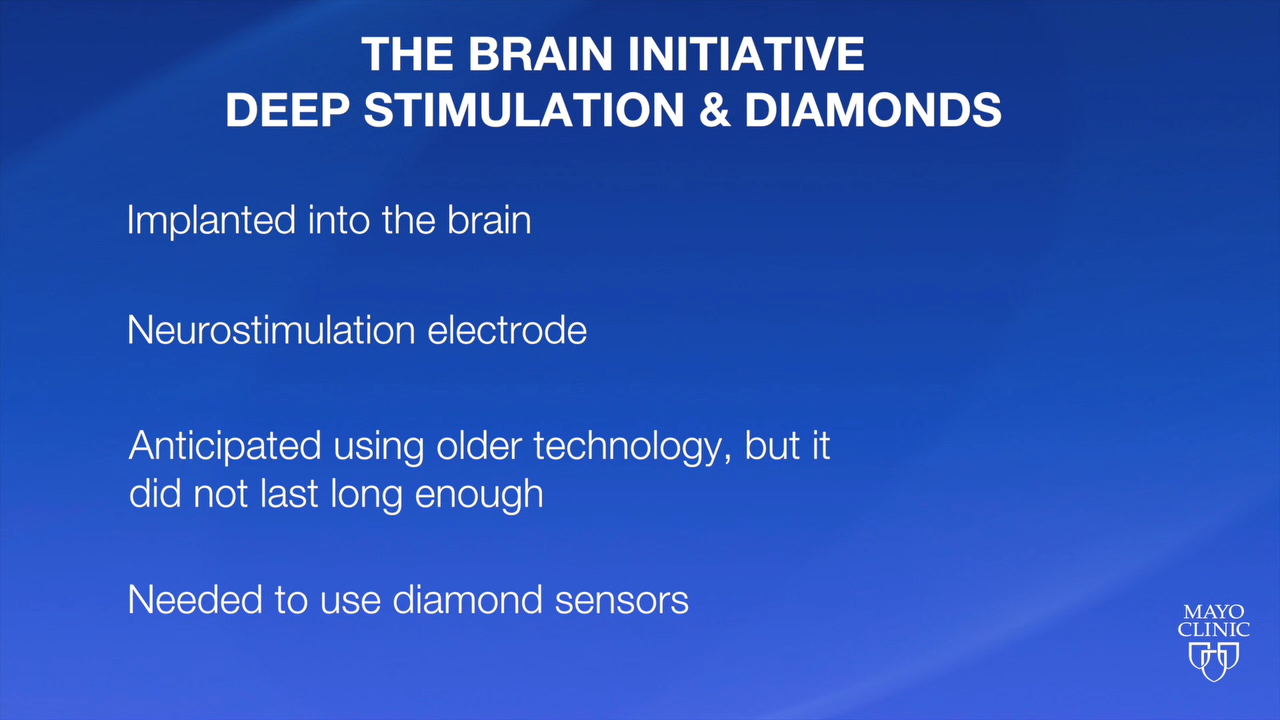 THE BRAIN INITIATIVE
DEEP STIMULATION & DIAMONDS
Implanted into the brain
Neurostimulation electrode
Anticipated using older technology, but it
did not last long enough
Needed to use diamond sensors
MAYO
CLINIC